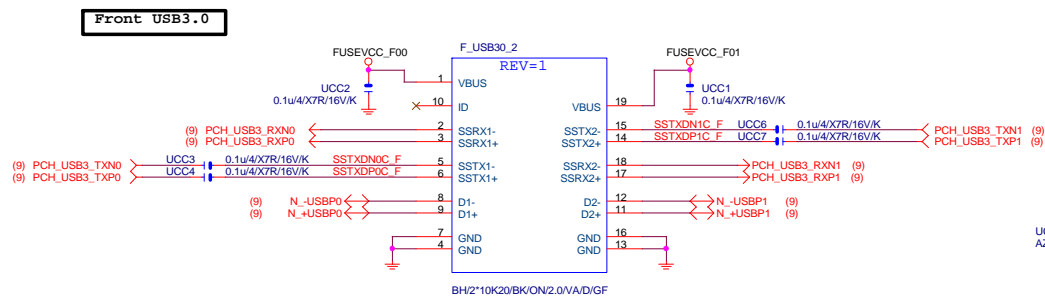 Front USB3.0
FUSEVCC_F00
F_USB30_2
FUSEVCC_F01
REV=1
UCC2
0.1u/4/X7R/16V/K
1
VBUS
10
ID
UCC1
0.1u/4/X7R/16V/K
VBUS
19
(9) PCH_USB3_RXN0
2
SSRX1-
(9) PCH_USB3_RXP0
3
SSRX1+
SSTX2-
15
SSTXDN1C_F
UCC6
0.1u/4/X7R/16V/K
PCH_USB3_TXN1 (9)
SSTX2+
14
SSTXDP1C_F
UCC7
0.1u/4/X7R/16V/K
PCH_USB3_TXP1 (9)
(9) PCH_USB3_TXN0
UCC3
0.1u/4/X7R/16V/K
SSTXDN0C_F
5
SSTX1-
(9) PCH_USB3_TXP0
UCC4
0.1u/4/X7R/16V/K
SSTXDP0C_F
6
SSTX1+
SSRX2-
18
PCH_USB3_RXN1 (9)
SSRX2+
17
PCH_USB3_RXP1 (9)
(9) N_-USBP0
8
D1-
(9) N_+USBP0
9
D1+
D2-
12
N_-USBP1 (9)
D2+
11
N_+USBP1 (9)
7
GND
4
GND
GND
16
GND
13
BH/2*10K20/BK/ON/2.0/VA/D/GF